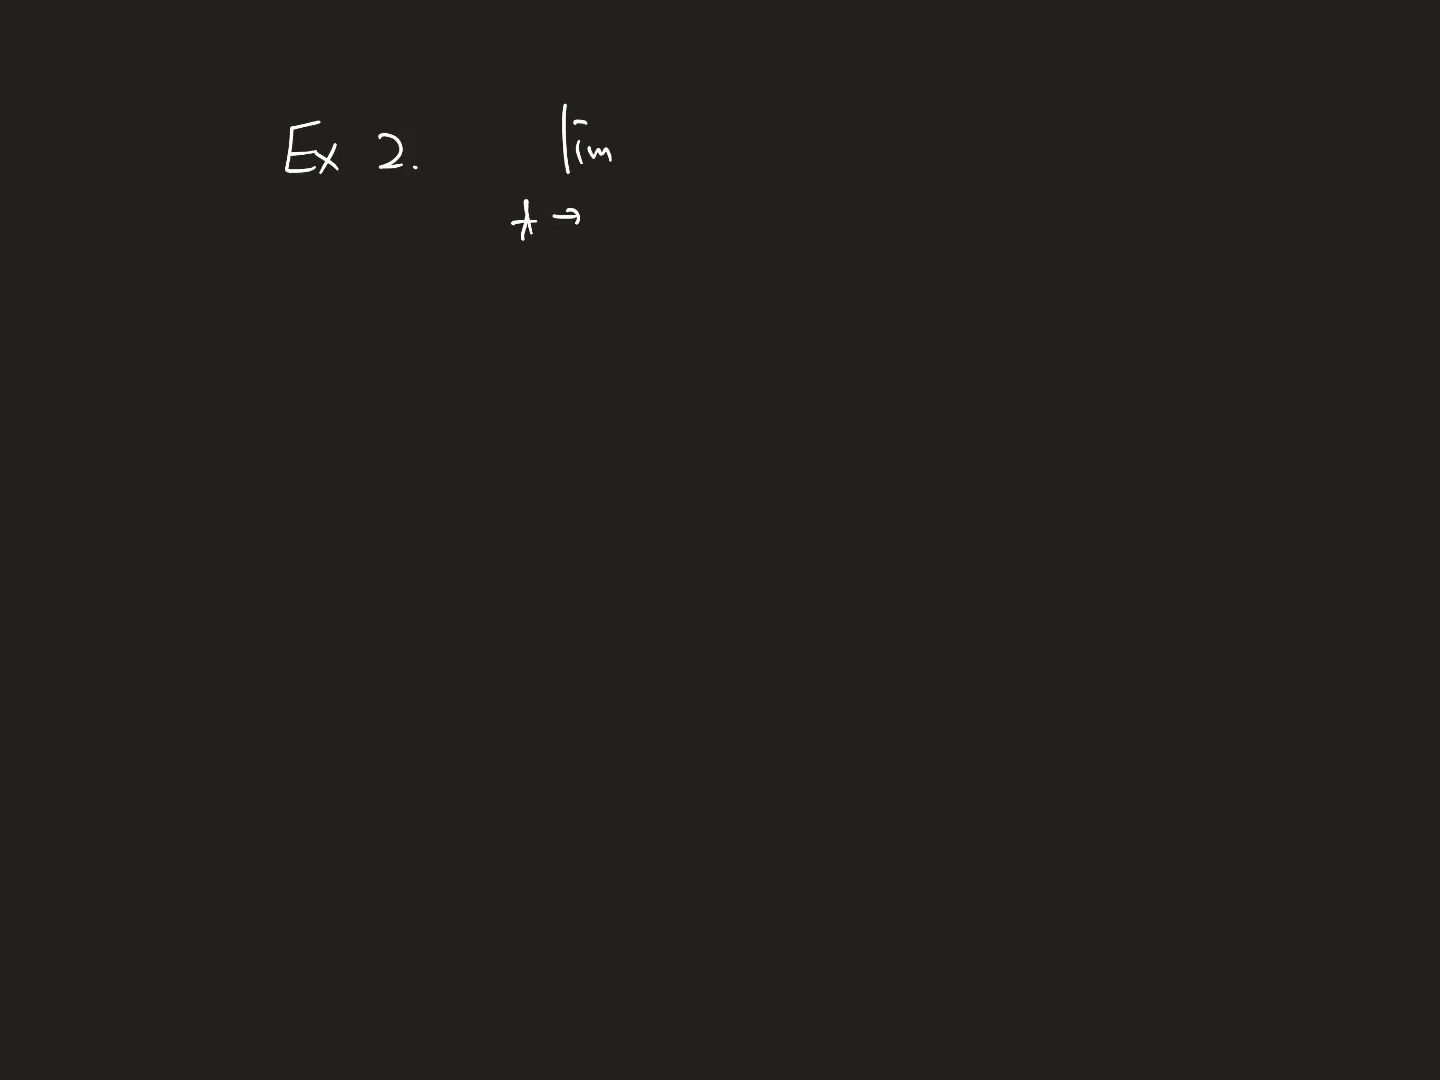 Ex 2. lim
t →